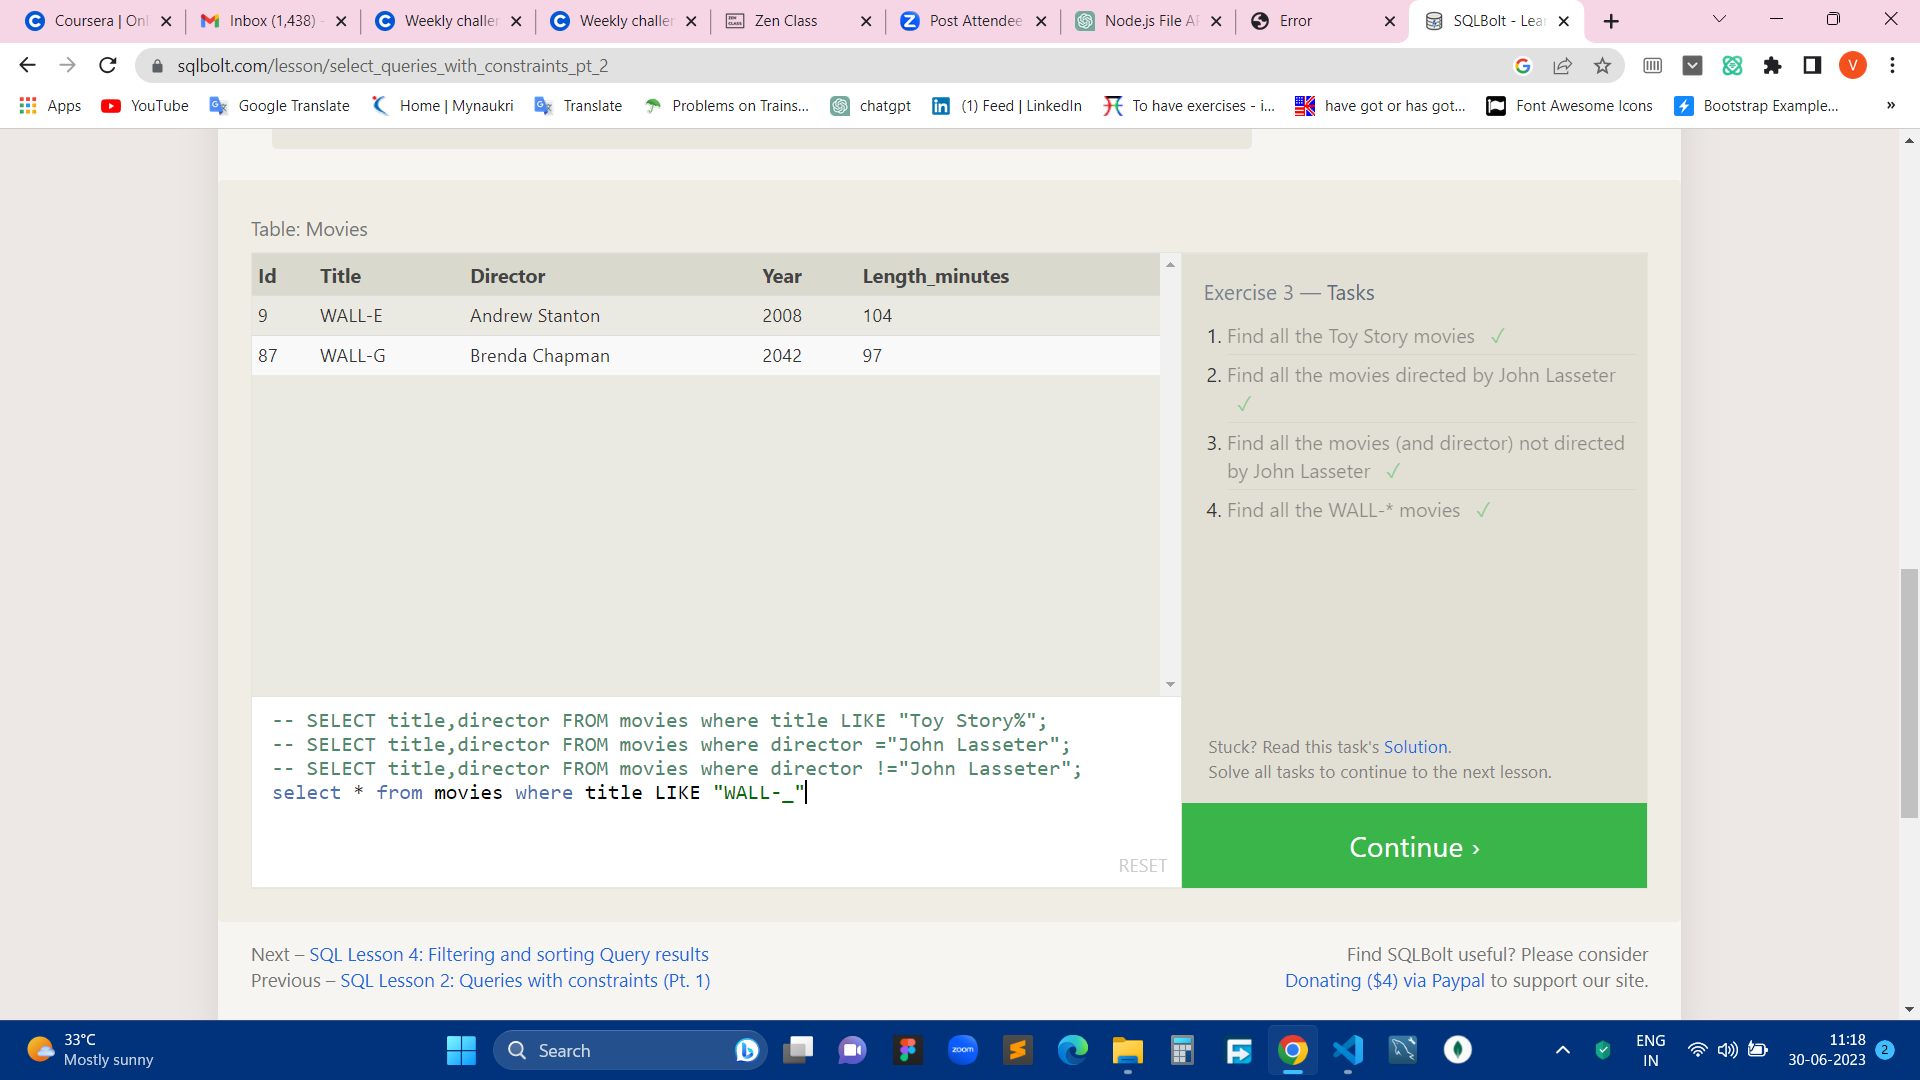 Coursera | Onl
Inbox (1,438) -
Weekly challer
Weekly challer
Zen Class
Post Attendee
Node.js File AF
Error
SQLBolt - Lear
sqlbolt.com/lesson/select_queries_with_constraints_pt_2
V
Apps
YouTube
Google Translate
Home | Mynaukri
Translate
Problems on Trains...
chatgpt
(1) Feed | LinkedIn
To have exercises - i...
have got or has got...
Font Awesome Icons
Bootstrap Example...
»
Table: Movies
Id Title Director Year Length_minutes
9 WALL-E Andrew Stanton 2008 104
87 WALL-G Brenda Chapman 2042 97
Exercise 3 — Tasks
1. Find all the Toy Story movies ✓
2. Find all the movies directed by John Lasseter
✓
3. Find all the movies (and director) not directed
by John Lasseter ✓
4. Find all the WALL-* movies ✓
Stuck? Read this task's Solution.
Solve all tasks to continue to the next lesson.
Continue ›
-- SELECT title,director FROM movies where title LIKE "Toy Story%";
-- SELECT title,director FROM movies where director ="John Lasseter";
-- SELECT title,director FROM movies where director !="John Lasseter";
select * from movies where title LIKE "WALL-_"
RESET
Next – SQL Lesson 4: Filtering and sorting Query results
Previous – SQL Lesson 2: Queries with constraints (Pt. 1)
Find SQLBolt useful? Please consider
Donating ($4) via Paypal to support our site.
33°C
Mostly sunny
Search
zoom
ENG
IN
11:18
30-06-2023
2